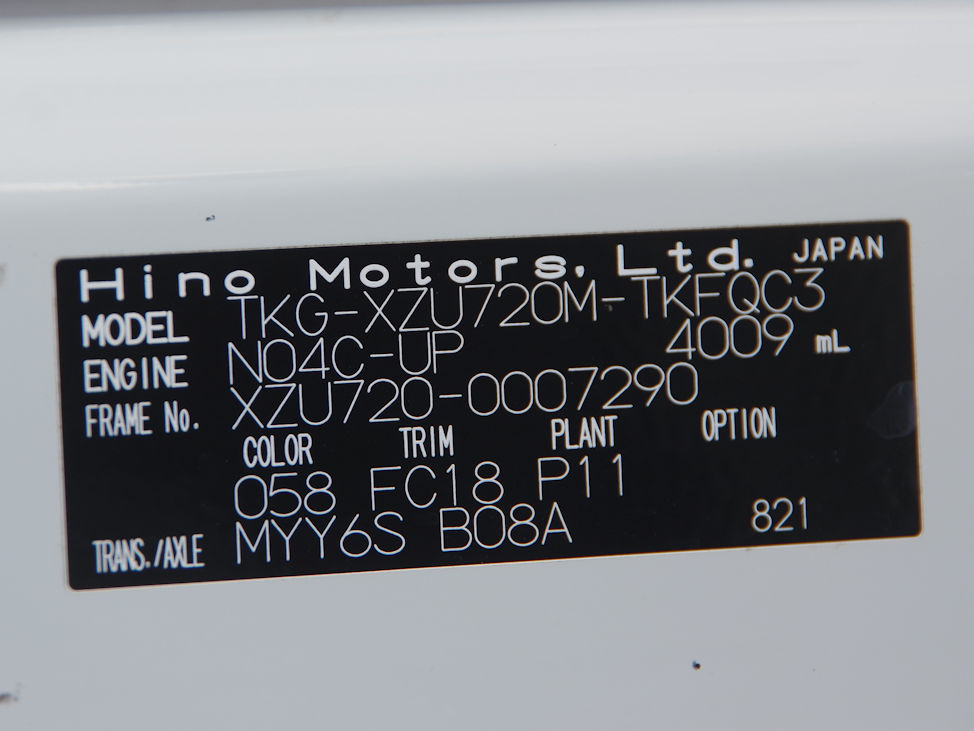 Hino Motors, Ltd. JAPAN
MODEL TKG-XZU720M-TKFQC3
ENGINE N04C-UP 4009 mL
FRAME No. XZU720-0007290
COLOR TRIM PLANT OPTION
058 FC18 P11
TRANS./AXLE MYY6S B08A 821